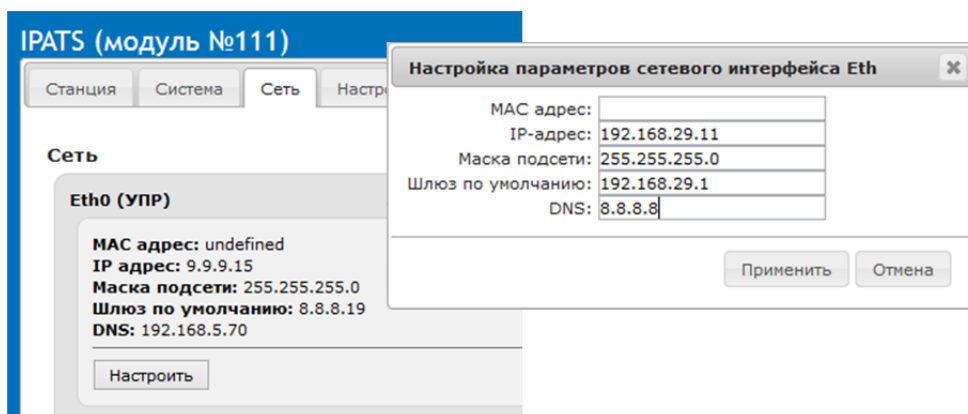 IPATS (модуль №111)
Станция Система Сеть
Сеть
Eth0 (УПР)
MAC адрес: undefined
IP адрес: 9.9.9.15
Маска подсети: 255.255.255.0
Шлюз по умолчанию: 8.8.8.19
DNS: 192.168.5.70
Настроить
Настройка параметров сетевого интерфейса Eth
MAC адрес:
IP-адрес: 192.168.29.11
Маска подсети: 255.255.255.0
Шлюз по умолчанию: 192.168.29.1
DNS: 8.8.8.8
Применить Отмена